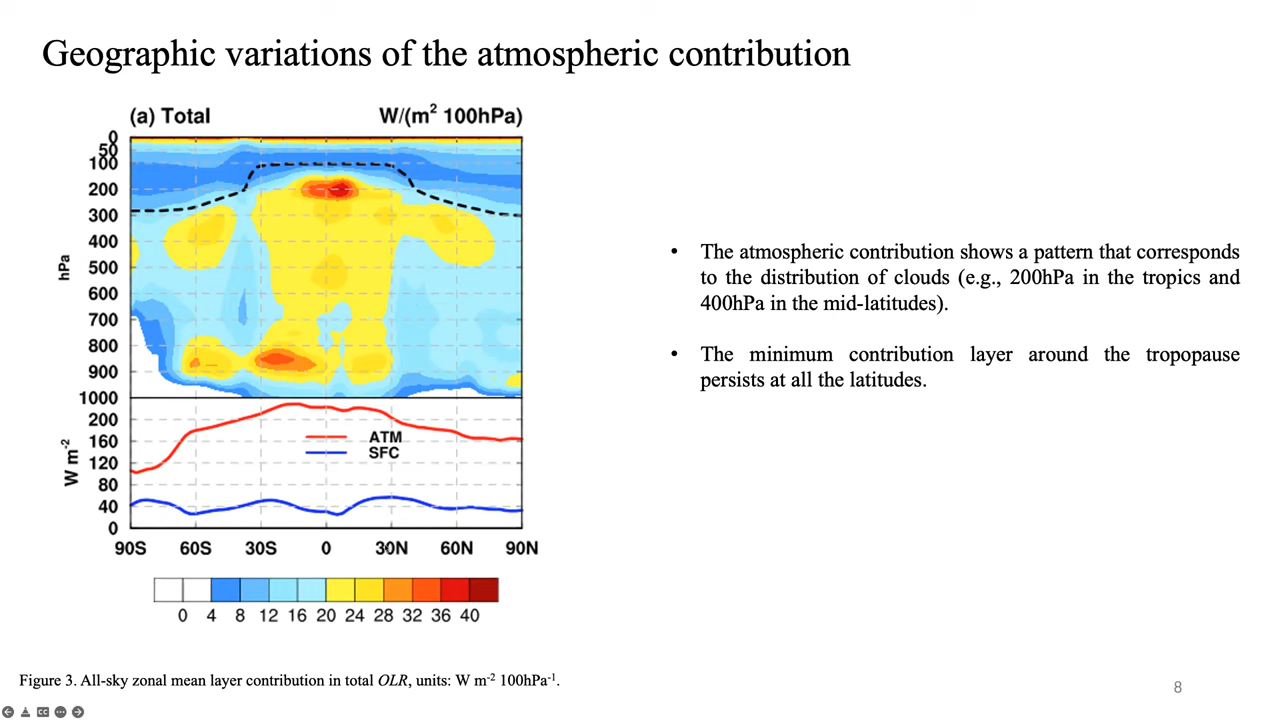 Geographic variations of the atmospheric contribution
(a) Total W/(m² 100hPa)
0
50
100
200
300
400
500
600
700
800
900
1000
hPa
200
160
120
80
40
0
W m⁻²
ATM
SFC
90S 60S 30S 0 30N 60N 90N
0 4 8 12 16 20 24 28 32 36 40
• The atmospheric contribution shows a pattern that corresponds
to the distribution of clouds (e.g., 200hPa in the tropics and
400hPa in the mid-latitudes).
• The minimum contribution layer around the tropopause
persists at all the latitudes.
Figure 3. All-sky zonal mean layer contribution in total OLR, units: W m⁻² 100hPa⁻¹.
8
CC